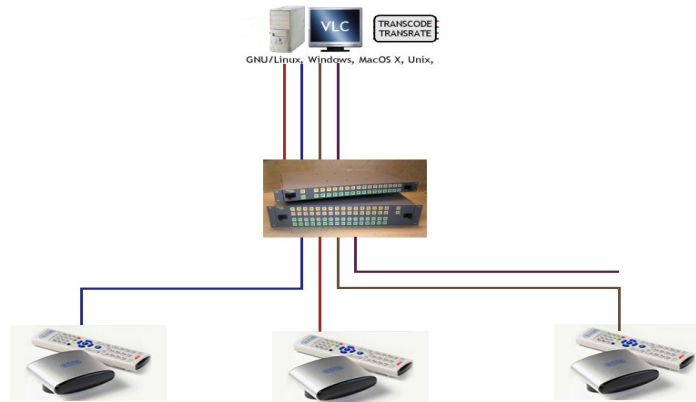 VLC
TRANSCODE
TRANSRATE
GNU/Linux, Windows, MacOS X, Unix,